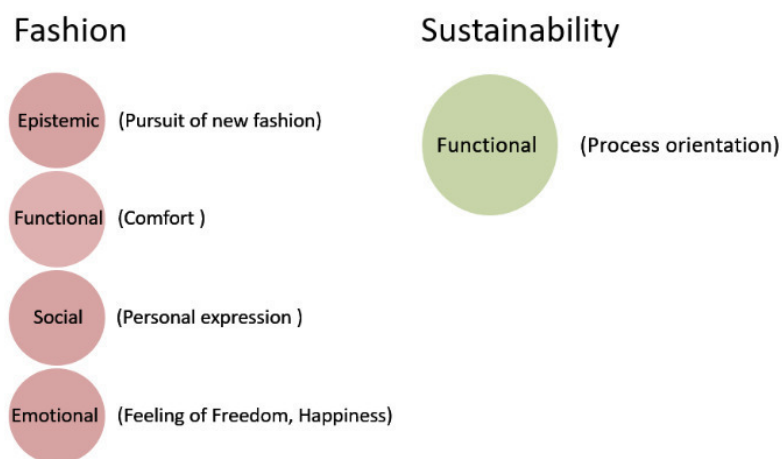 Fashion
Epistemic (Pursuit of new fashion)
Functional (Comfort )
Social (Personal expression )
Emotional (Feeling of Freedom, Happiness)
Sustainability
Functional (Process orientation)